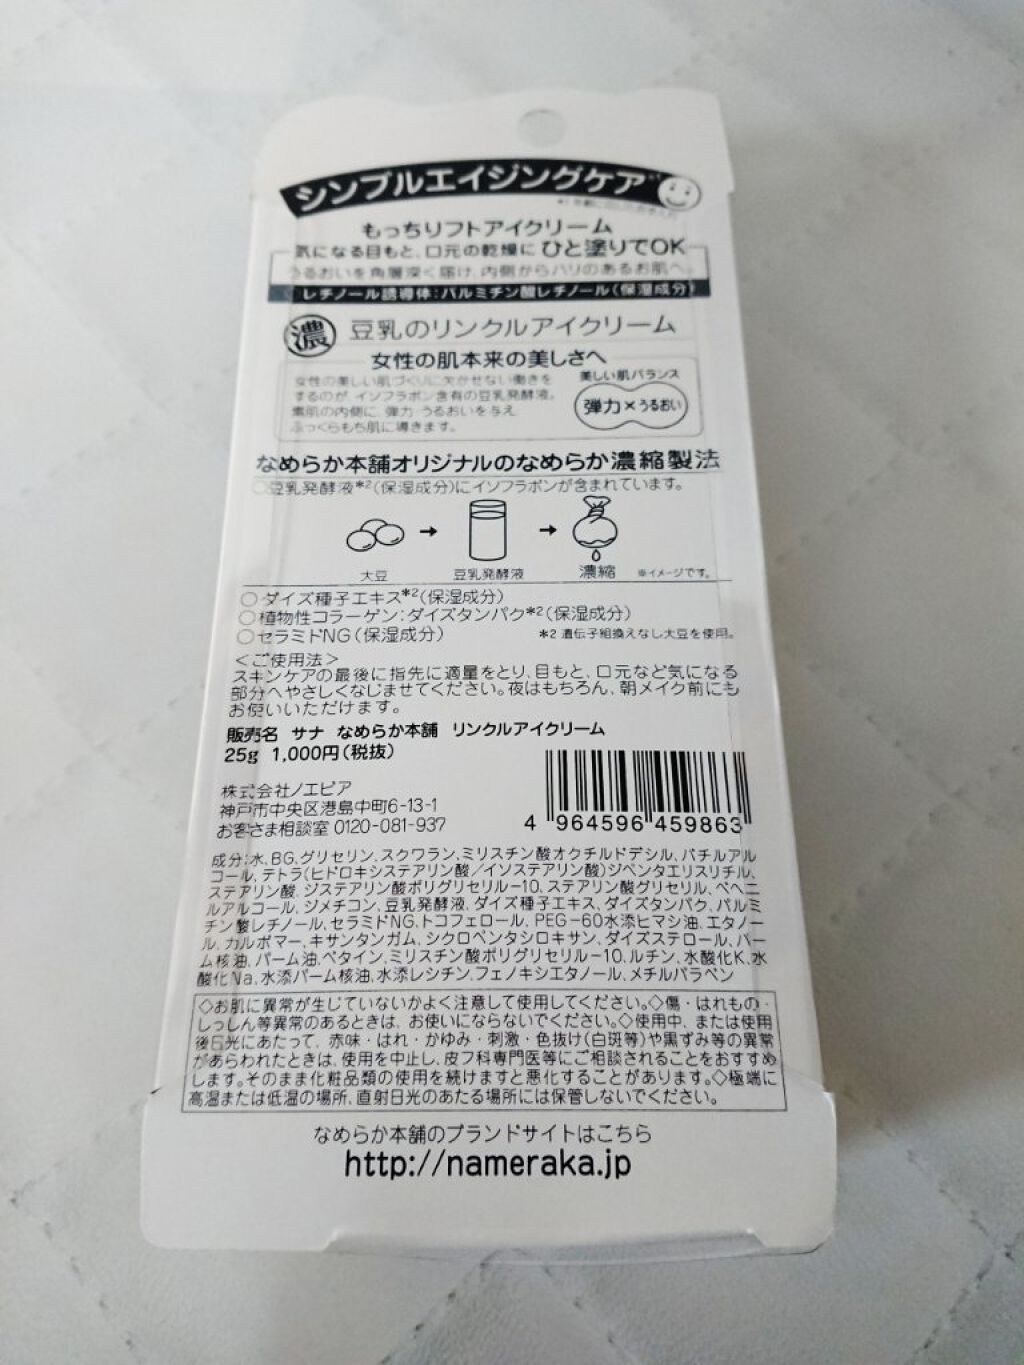 シンプルエイジングケア
もっちりリフトアイクリーム
気になる目もと、口元の乾燥に ひと塗りでOK
うるおいを角層深く届け、内側からハリのあるお肌へ。
レチノール誘導体:パルミチン酸レチノール(保湿成分)
濃 豆乳のリンクルアイクリーム
女性の肌本来の美しさへ
女性の美しい肌づくりに欠かせない働きを
するのが、イソフラボン含有の豆乳発酵液。
素肌の内側に、弾力・うるおいを与え
ふっくらもち肌に導きます。
美しい肌バランス
弾力×うるおい
なめらか本舗オリジナルのなめらか濃縮製法
○豆乳発酵液*2(保湿成分)にイソフラボンが含まれています。
大豆 豆乳発酵液 濃縮 ※イメージです。
○ダイズ種子エキス*2(保湿成分)
○植物性コラーゲン:ダイズタンパク*2(保湿成分)
○セラミドNG(保湿成分) *2 遺伝子組換えなし大豆を使用。
<ご使用法>
スキンケアの最後に指先に適量をとり、目もと、口元など気になる
部分へやさしくなじませてください。夜はもちろん、朝メイク前にも
お使いいただけます。
販売名 サナ なめらか本舗 リンクルアイクリーム
25g 1,000円(税抜)
株式会社ノエビア
神戸市中央区港島中町6-13-1
お客さま相談室 0120-081-937
4 964596 459863
成分:水、BG、グリセリン、スクワラン、ミリスチン酸オクチルドデシル、バチルアル
コール、テトラ(ヒドロキシステアリン酸/イソステアリン酸)ジペンタエリスリチル、
ステアリン酸、ジステアリン酸ポリグリセリル-10、ステアリン酸グリセリル、ベヘニ
ルアルコール、ジメチコン、豆乳発酵液、ダイズ種子エキス、ダイズタンパク、パルミ
チン酸レチノール、セラミドNG、トコフェロール、PEG-60水添ヒマシ油、エタノー
ル、カルボマー、キサンタンガム、シクロペンタシロキサン、ダイズステロール、パー
ム核油、パーム油、ベタイン、ミリスチン酸ポリグリセリル-10、ルチン、水酸化K、水
酸化Na、水添パーム核油、水添レシチン、フェノキシエタノール、メチルパラベン
◇お肌に異常が生じていないかよく注意して使用してください。◇傷・はれもの・
しっしん等異常のあるときは、お使いにならないでください。◇使用中、または使用
後日光にあたって、赤味・はれ・かゆみ・刺激・色抜け(白斑等)や黒ずみ等の異常
があらわれたときは、使用を中止し、皮フ科専門医等にご相談されることをおすすめ
します。そのまま化粧品類の使用を続けますと悪化することがあります。◇極端に
高温または低温の場所、直射日光のあたる場所には保管しないでください。
なめらか本舗のブランドサイトはこちら
http://nameraka.jp